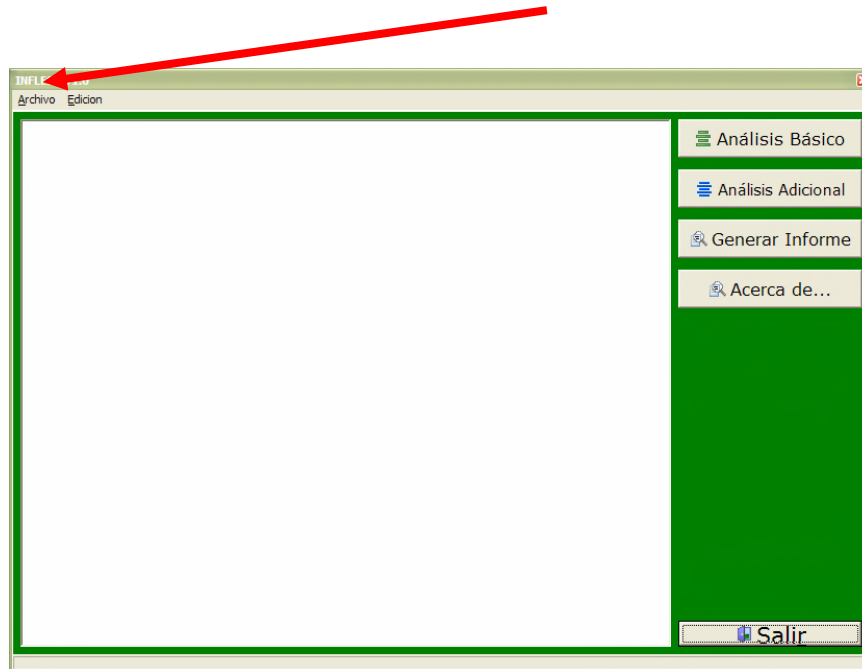 Archivo Edicion
Análisis Básico
Análisis Adicional
Generar Informe
Acerca de...
Salir